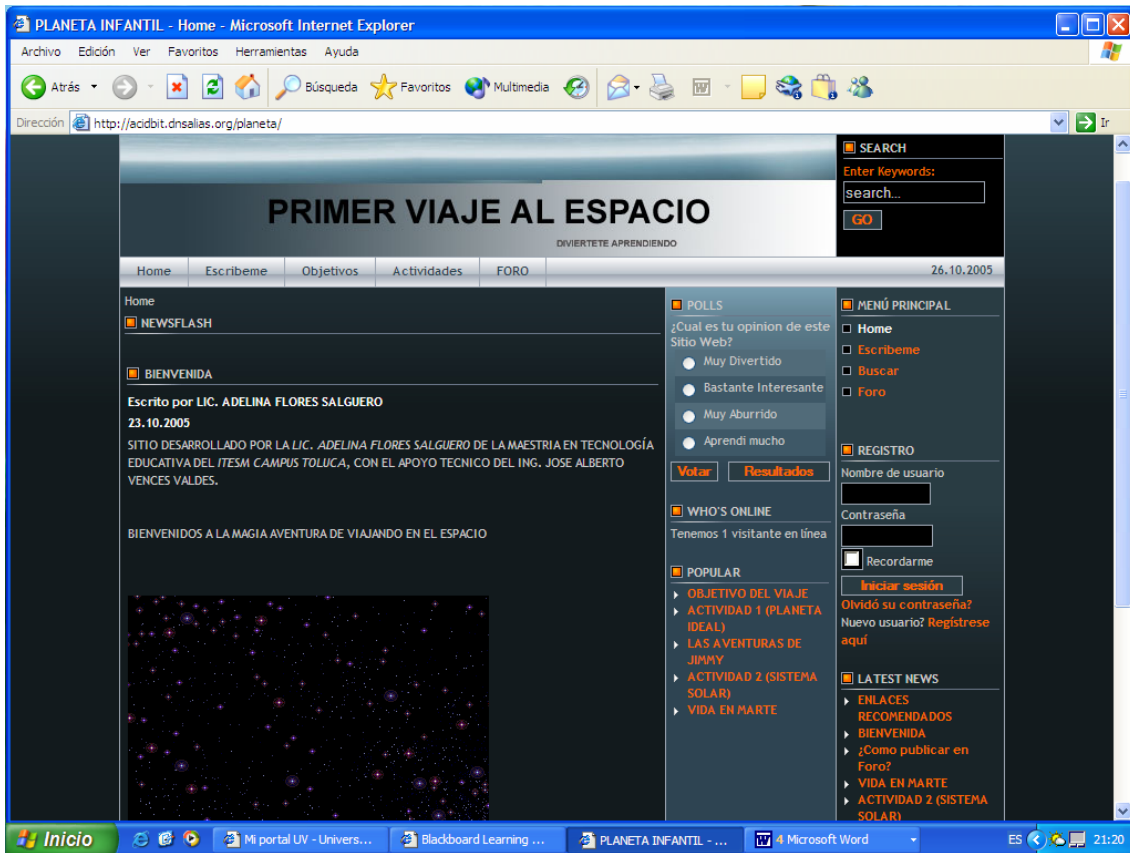 PLANETA INFANTIL - Home - Microsoft Internet Explorer
Archivo Edición Ver Favoritos Herramientas Ayuda
Atrás Búsqueda Favoritos Multimedia
Dirección http://acidbit.dnsalias.org/planeta/ Ir
PRIMER VIAJE AL ESPACIO
DIVIERTETE APRENDIENDO
SEARCH
Enter Keywords:
search...
GO
Home Escribeme Objetivos Actividades FORO 26.10.2005
Home
NEWSFLASH
BIENVENIDA
Escrito por LIC. ADELINA FLORES SALGUERO
23.10.2005
SITIO DESARROLLADO POR LA LIC. ADELINA FLORES SALGUERO DE LA MAESTRIA EN TECNOLOGÍA
EDUCATIVA DEL ITESM CAMPUS TOLUCA, CON EL APOYO TECNICO DEL ING. JOSE ALBERTO
VENCES VALDES.
BIENVENIDOS A LA MAGIA AVENTURA DE VIAJANDO EN EL ESPACIO
POLLS
¿Cual es tu opinion de este
Sitio Web?
Muy Divertido
Bastante Interesante
Muy Aburrido
Aprendi mucho
Votar Resultados
WHO'S ONLINE
Tenemos 1 visitante en línea
POPULAR
OBJETIVO DEL VIAJE
ACTIVIDAD 1 (PLANETA
IDEAL)
LAS AVENTURAS DE
JIMMY
ACTIVIDAD 2 (SISTEMA
SOLAR)
VIDA EN MARTE
MENÚ PRINCIPAL
Home
Escribeme
Buscar
Foro
REGISTRO
Nombre de usuario
Contraseña
Recordarme
Iniciar sesión
Olvidó su contraseña?
Nuevo usuario? Regístrese
aquí
LATEST NEWS
ENLACES
RECOMENDADOS
BIENVENIDA
¿Como publicar en
Foro?
VIDA EN MARTE
ACTIVIDAD 2 (SISTEMA
SOLAR)
Inicio Mi portal UV - Univers... Blackboard Learning ... PLANETA INFANTIL - ... 4 Microsoft Word ES 21:20